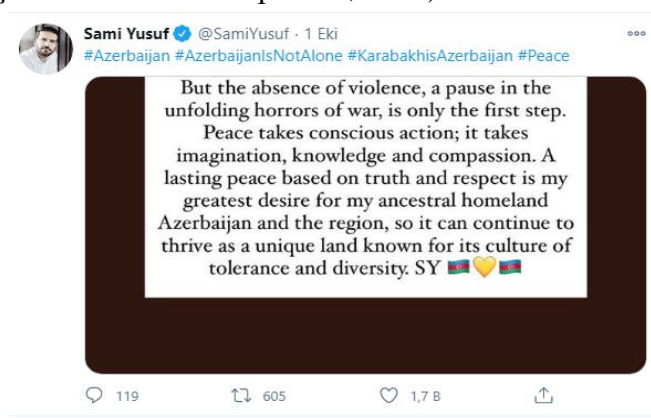 Sami Yusuf @SamiYusuf · 1 Eki
#Azerbaijan #AzerbaijanIsNotAlone #KarabakhisAzerbaijan #Peace
But the absence of violence, a pause in the
unfolding horrors of war, is only the first step.
Peace takes conscious action; it takes
imagination, knowledge and compassion. A
lasting peace based on truth and respect is my
greatest desire for my ancestral homeland
Azerbaijan and the region, so it can continue to
thrive as a unique land known for its culture of
tolerance and diversity. SY 🇦🇿💛🇦🇿
119 605 1,7 B